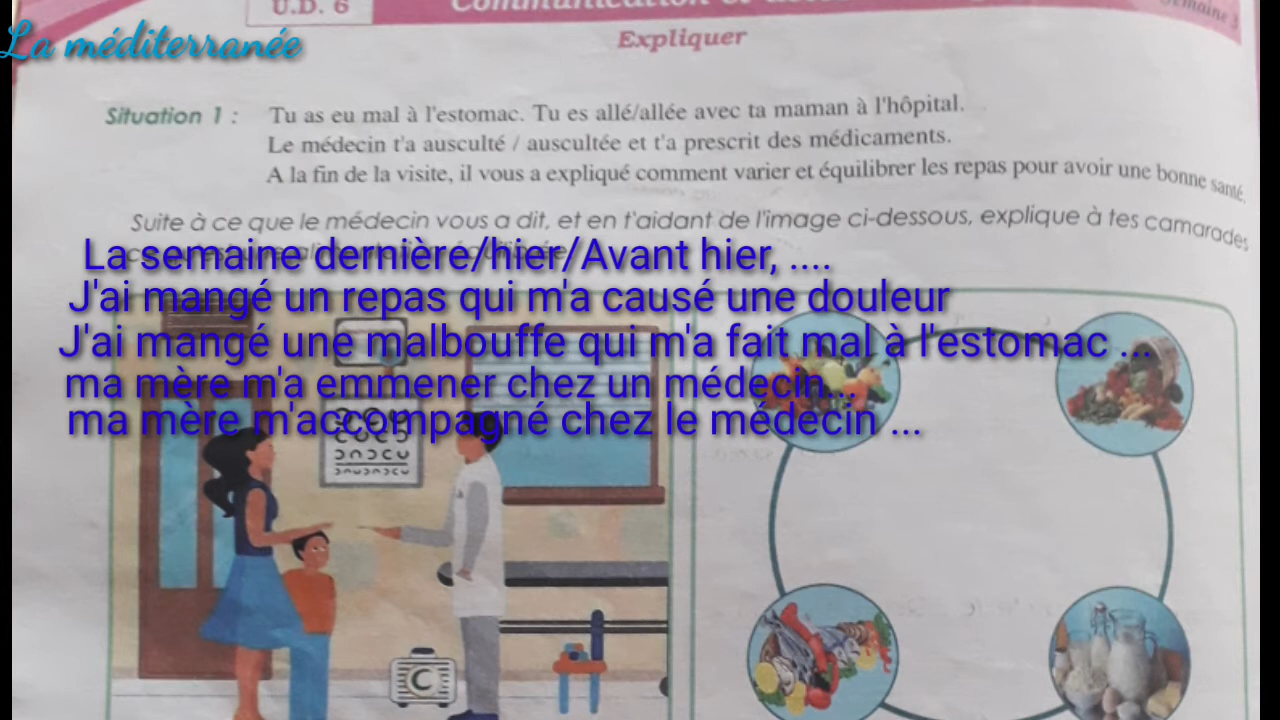 U.D. 6
Communication et
Semaine 3
La méditerranée
Expliquer
Situation 1 : Tu as eu mal à l'estomac. Tu es allé/allée avec ta maman à l'hôpital.
Le médecin t'a ausculté / auscultée et t'a prescrit des médicaments.
A la fin de la visite, il vous a expliqué comment varier et équilibrer les repas pour avoir une bonne santé.
Suite à ce que le médecin vous a dit, et en t'aidant de l'image ci-dessous, explique à tes camarades
La semaine dernière/hier/Avant hier, ....
J'ai mangé un repas qui m'a causé une douleur
J'ai mangé une malbouffe qui m'a fait mal à l'estomac ...
ma mère m'a emmener chez un médecin...
ma mère m'accompagné chez le médecin ...